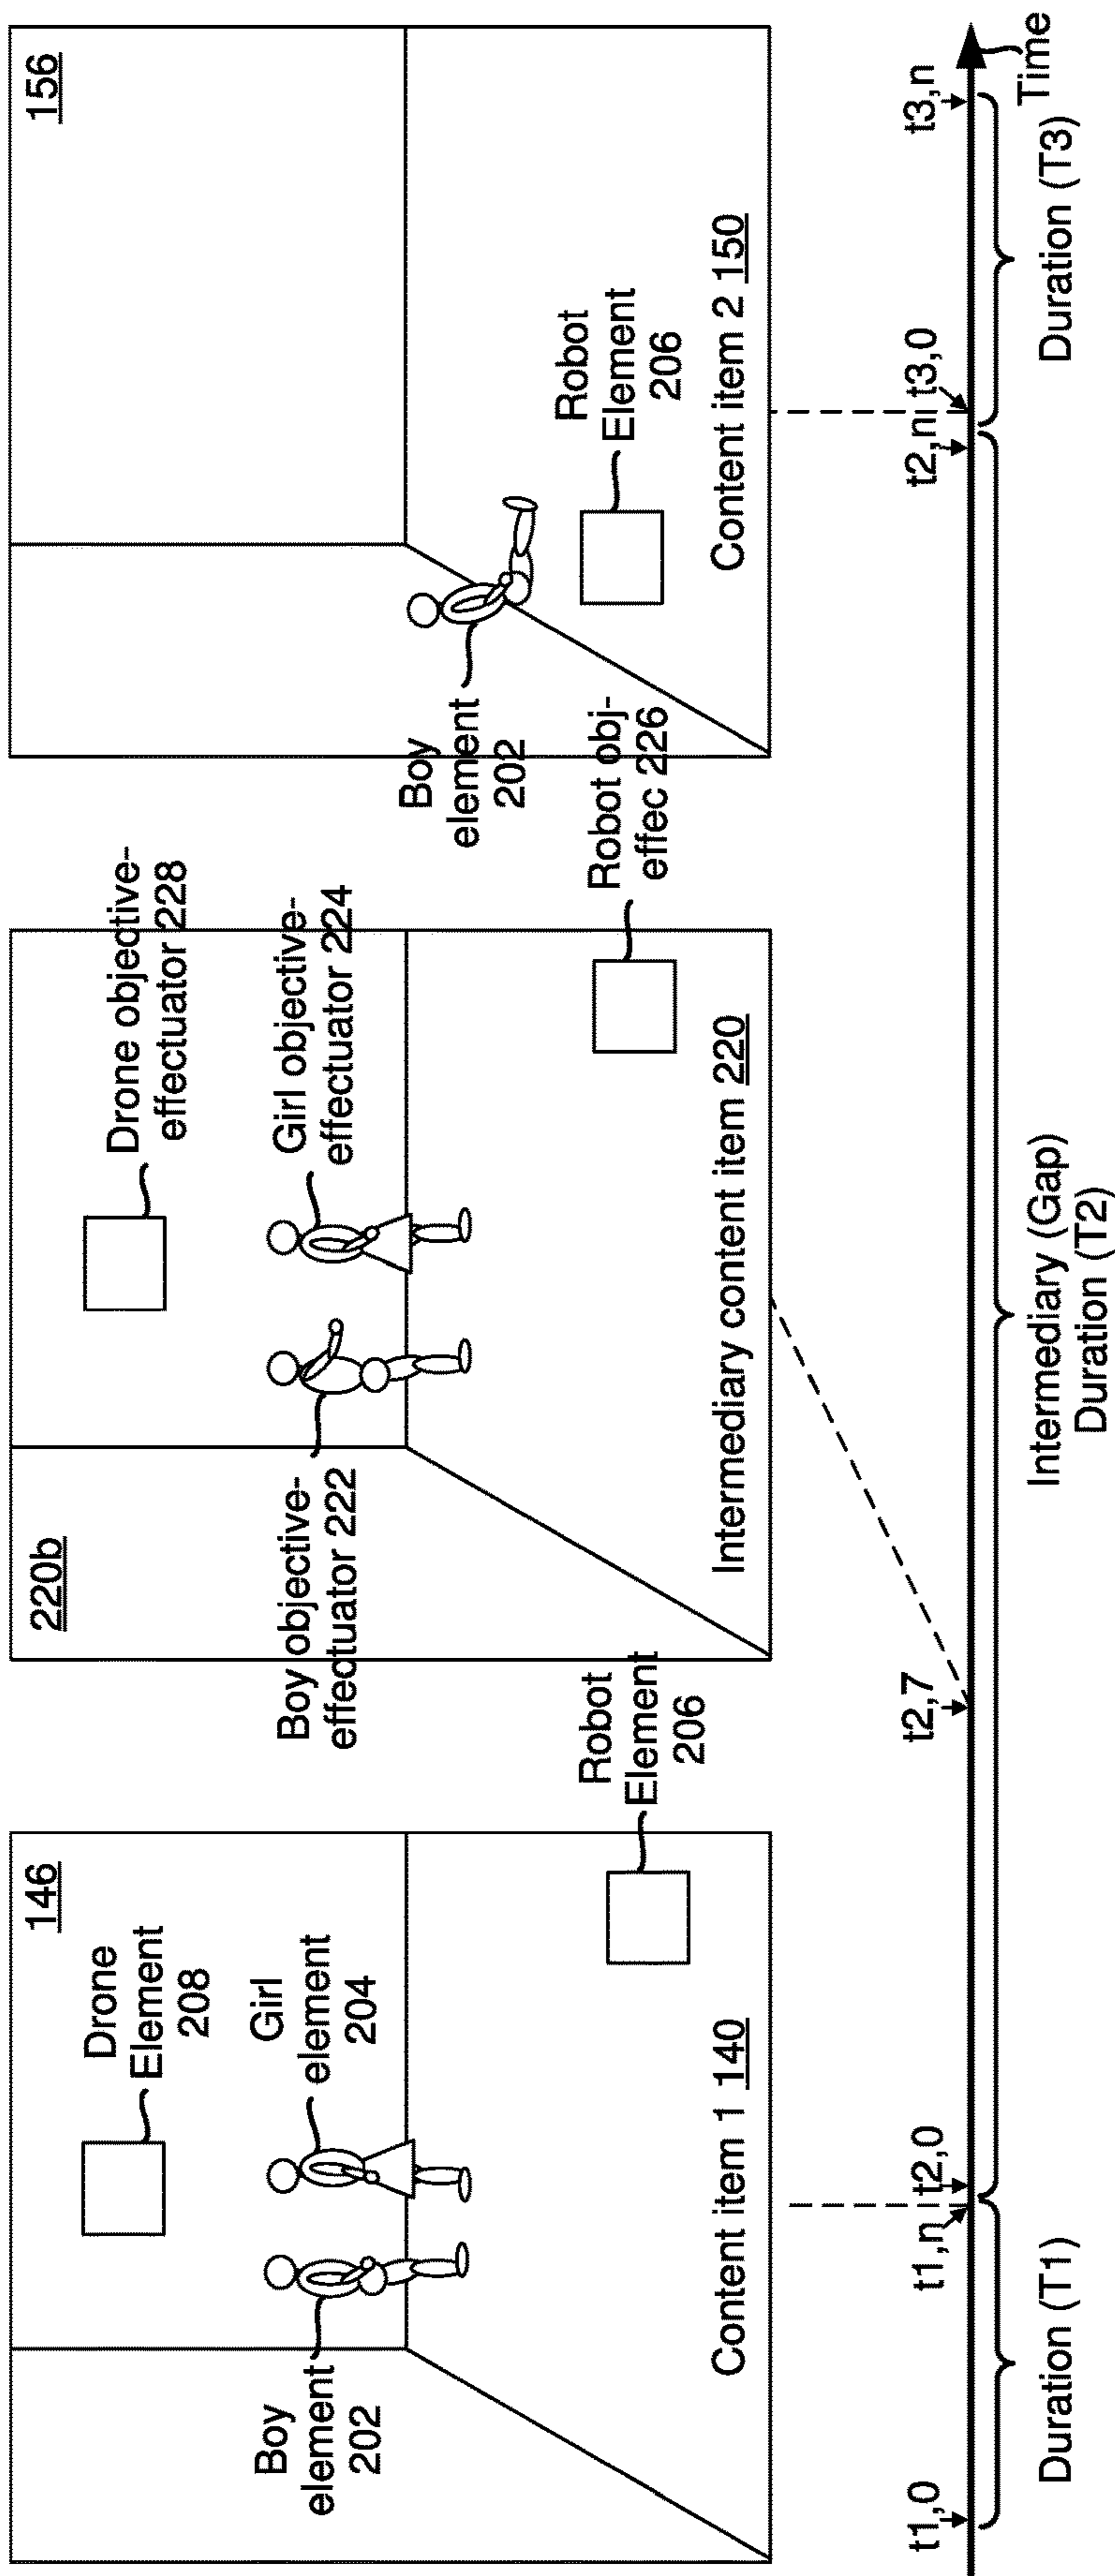 146
Drone
Element
208
Girl
element
204
Boy
element
202
Robot
Element
206
Content item 1 140
220b
Drone objective-
effectuator 228
Girl objective-
effectuator 224
Boy objective-
effectuator 222
Robot obj-
effec 226
Intermediary content item 220
156
Boy
element
202
Robot
Element
206
Content item 2 150
t1,0
t1,n
t2,0
t2,7
t2,n
t3,0
t3,n
Time
Duration (T1)
Intermediary (Gap)
Duration (T2)
Duration (T3)